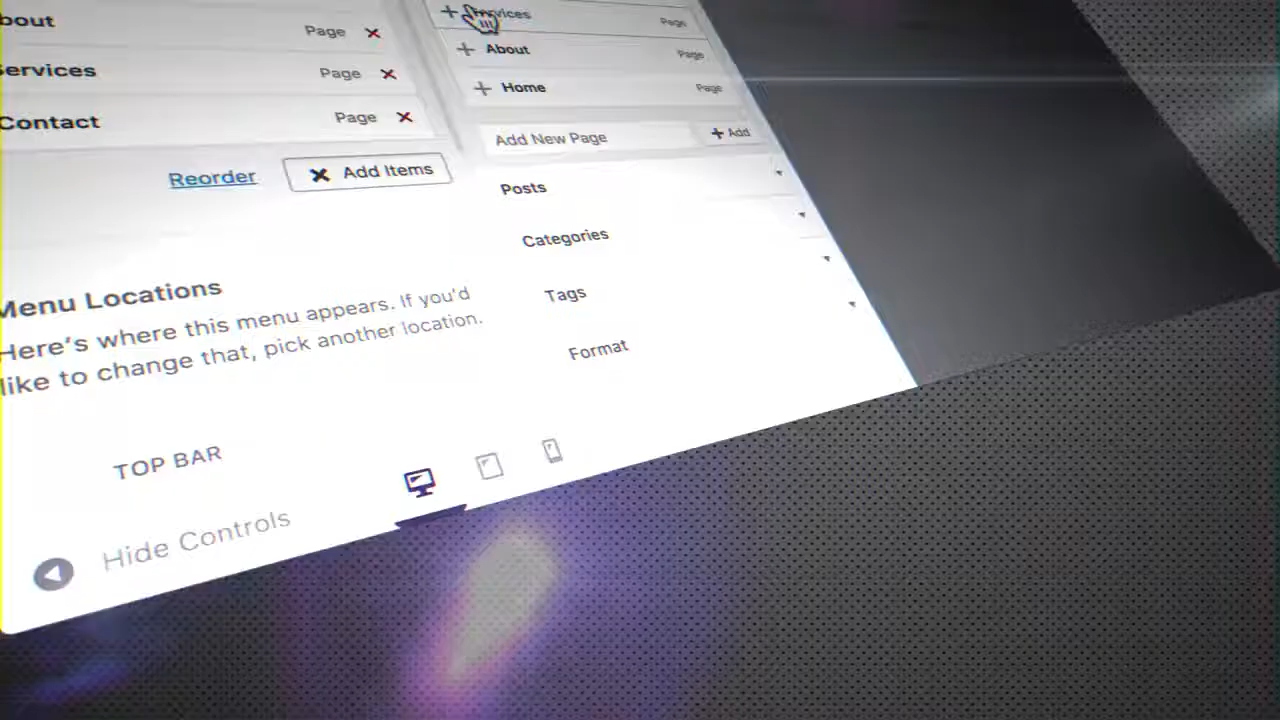 bout
Page
ervices
Page
Contact
Page
Reorder
Add Items
Menu Locations
Here's where this menu appears. If you'd
like to change that, pick another location.
TOP BAR
Hide Controls
Services
Page
About
Page
Home
Page
Add New Page
Add
Posts
Categories
Tags
Format